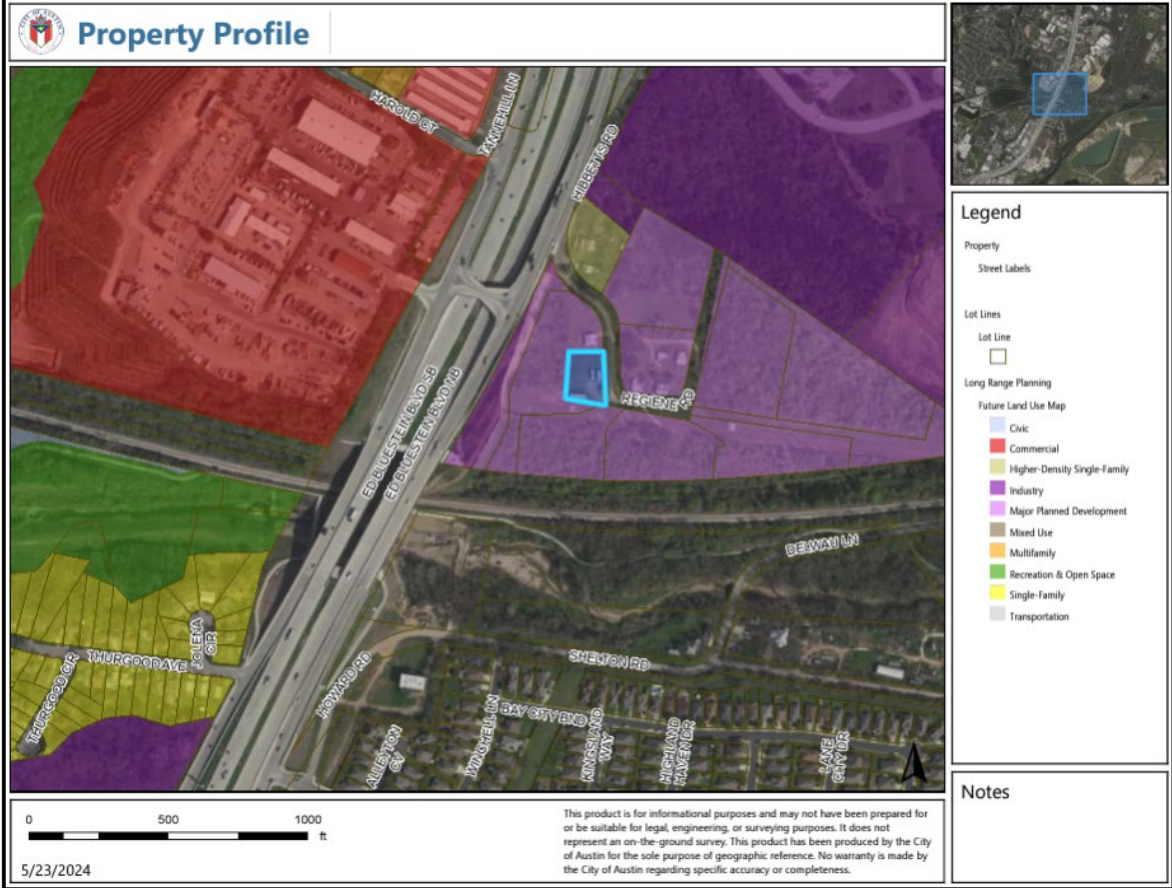 CITY OF AUSTIN
Property Profile
HAROLD CT
TANNEHILL LN
HIBBETTS RD
ED BLUESTEIN BLVD SB
ED BLUESTEIN BLVD NB
REGIENE RD
DELWAU LN
JOLENA CIR
THURGOOD AVE
THURGOOD CIR
HOWARD RD
SHELTON RD
BAY CITY BND
ALLEYTON CV
WINCHELL LN
KINGSLAND WAY
HIGHLAND HAVEN DR
LANE CITY DR
Legend
Property
Street Labels
Lot Lines
Lot Line
Long Range Planning
Future Land Use Map
Civic
Commercial
Higher-Density Single-Family
Industry
Major Planned Development
Mixed Use
Multifamily
Recreation & Open Space
Single-Family
Transportation
Notes
0 500 1000
ft
5/23/2024
This product is for informational purposes and may not have been prepared for
or be suitable for legal, engineering, or surveying purposes. It does not
represent an on-the-ground survey. This product has been produced by the City
of Austin for the sole purpose of geographic reference. No warranty is made by
the City of Austin regarding specific accuracy or completeness.